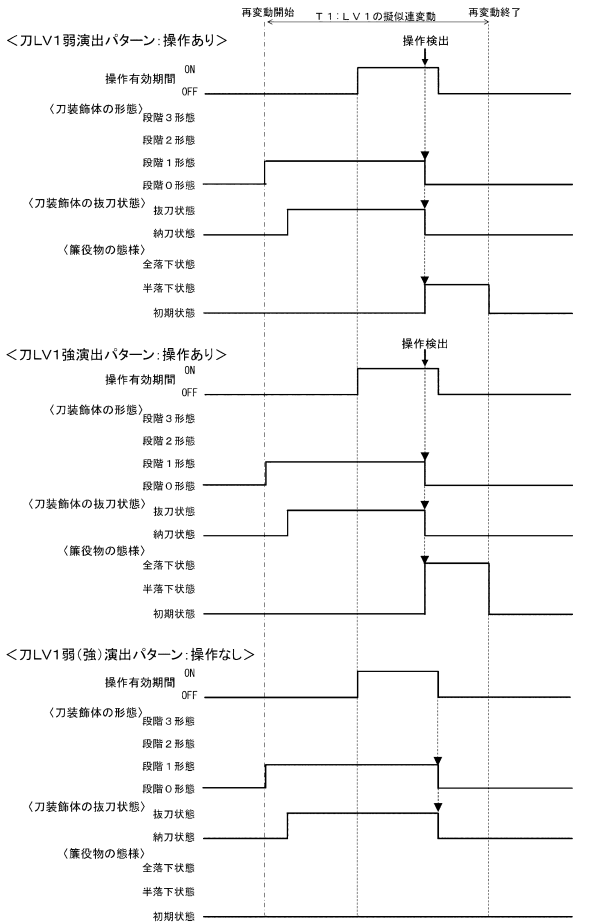 再変動開始 T1：LV1の擬似連変動 再変動終了
＜刀LV1弱演出パターン：操作あり＞ 操作検出
操作有効期間 ON
OFF
〈刀装飾体の形態〉 段階3形態
段階2形態
段階1形態
段階0形態
〈刀装飾体の抜刀状態〉 抜刀状態
納刀状態
〈簾役物の態様〉
全落下状態
半落下状態
初期状態
＜刀LV1強演出パターン：操作あり＞ 操作検出
操作有効期間 ON
OFF
〈刀装飾体の形態〉 段階3形態
段階2形態
段階1形態
段階0形態
〈刀装飾体の抜刀状態〉 抜刀状態
納刀状態
〈簾役物の態様〉
全落下状態
半落下状態
初期状態
＜刀LV1弱（強）演出パターン：操作なし＞
操作有効期間 ON
OFF
〈刀装飾体の形態〉 段階3形態
段階2形態
段階1形態
段階0形態
〈刀装飾体の抜刀状態〉 抜刀状態
納刀状態
〈簾役物の態様〉
全落下状態
半落下状態
初期状態